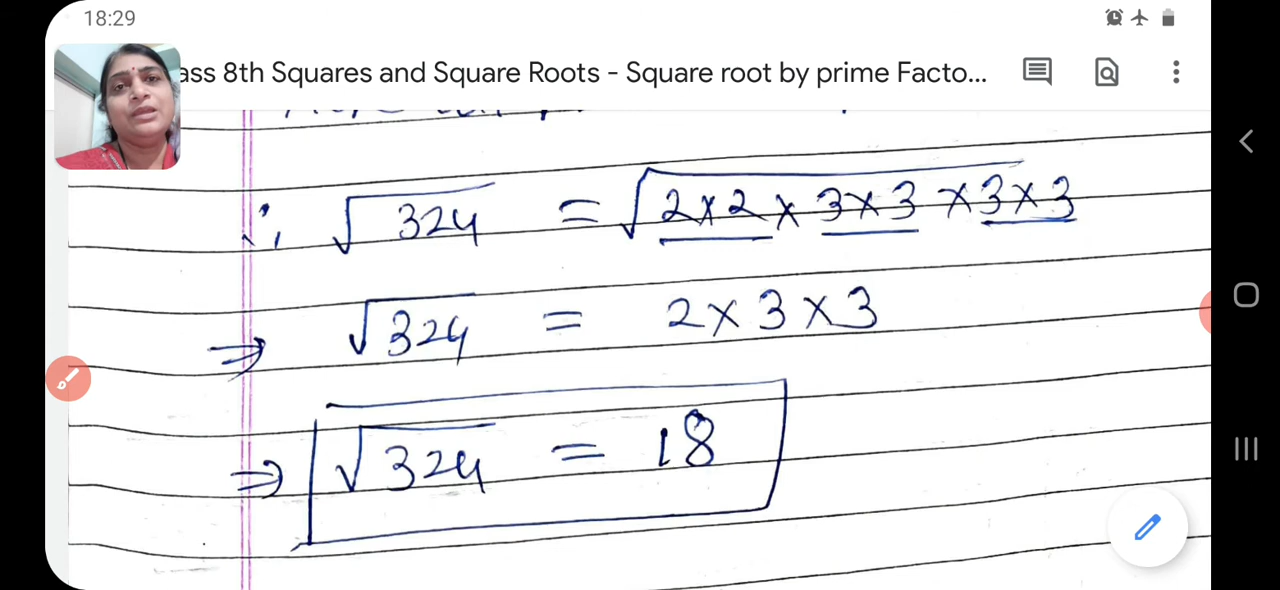 18:29
ass 8th Squares and Square Roots - Square root by prime Facto...
∴ √324 = √2×2×3×3×3×3
⇒ √324 = 2×3×3
⇒ √324 = 18